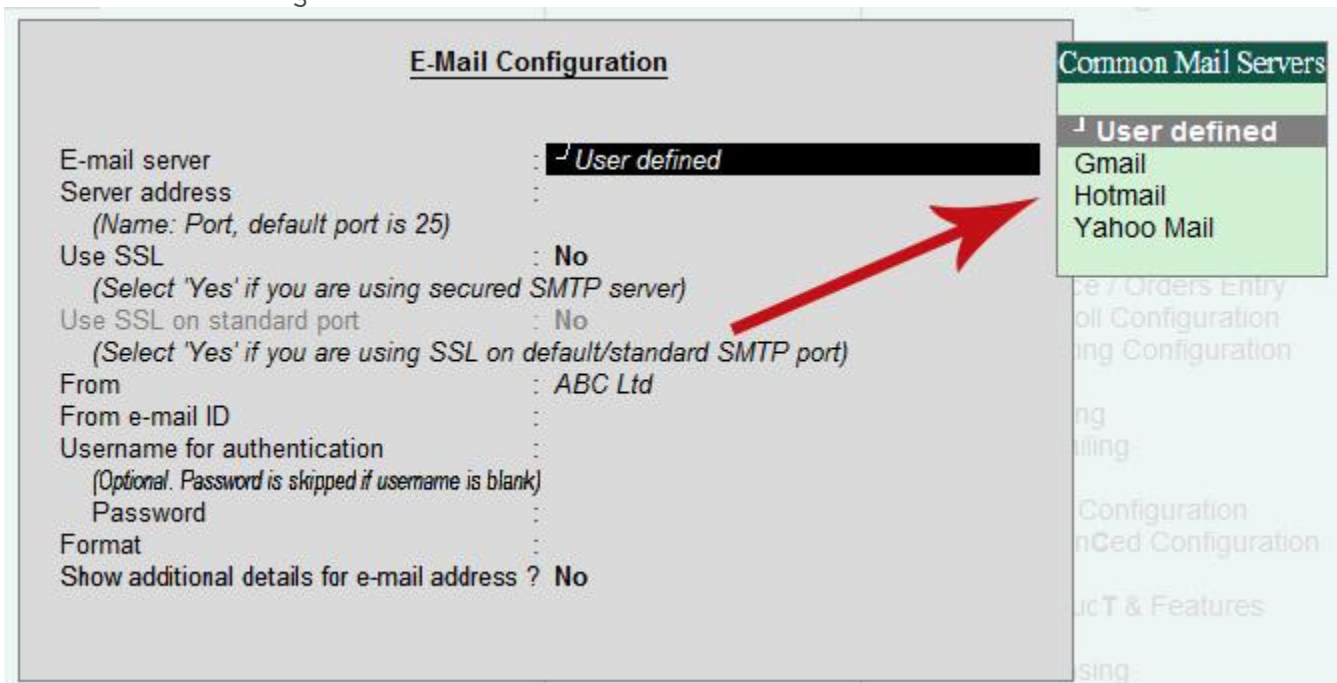 E-Mail Configuration
Common Mail Servers
┘ User defined
Gmail
Hotmail
Yahoo Mail
E-mail server : ┘ User defined
Server address :
(Name: Port, default port is 25)
Use SSL : No
(Select 'Yes' if you are using secured SMTP server)
Use SSL on standard port : No
(Select 'Yes' if you are using SSL on default/standard SMTP port)
From : ABC Ltd
From e-mail ID :
Username for authentication :
(Optional. Password is skipped if username is blank)
Password :
Format :
Show additional details for e-mail address ? No
/ Orders Entry
Configuration
Configuration
Configuration
Configuration
& Features